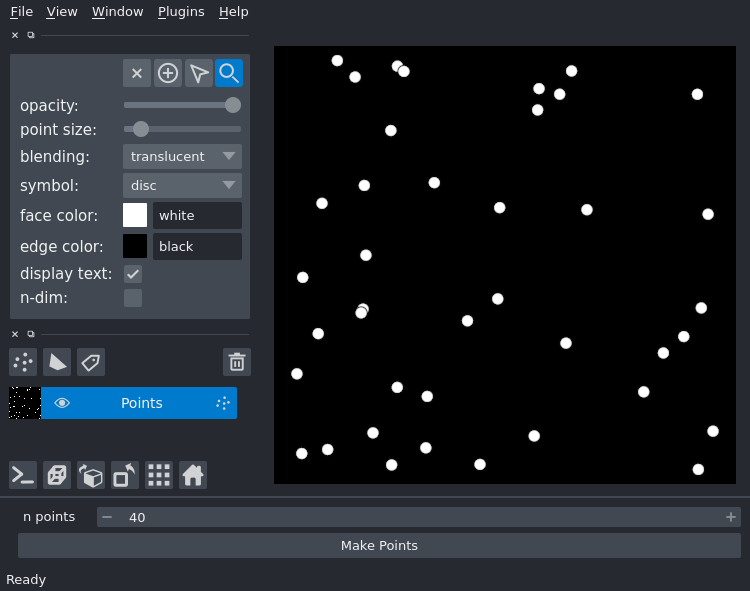 File View Window Plugins Help
opacity:
point size:
blending: translucent
symbol: disc
face color: white
edge color: black
display text:
n-dim:
Points
n points 40
Make Points
Ready